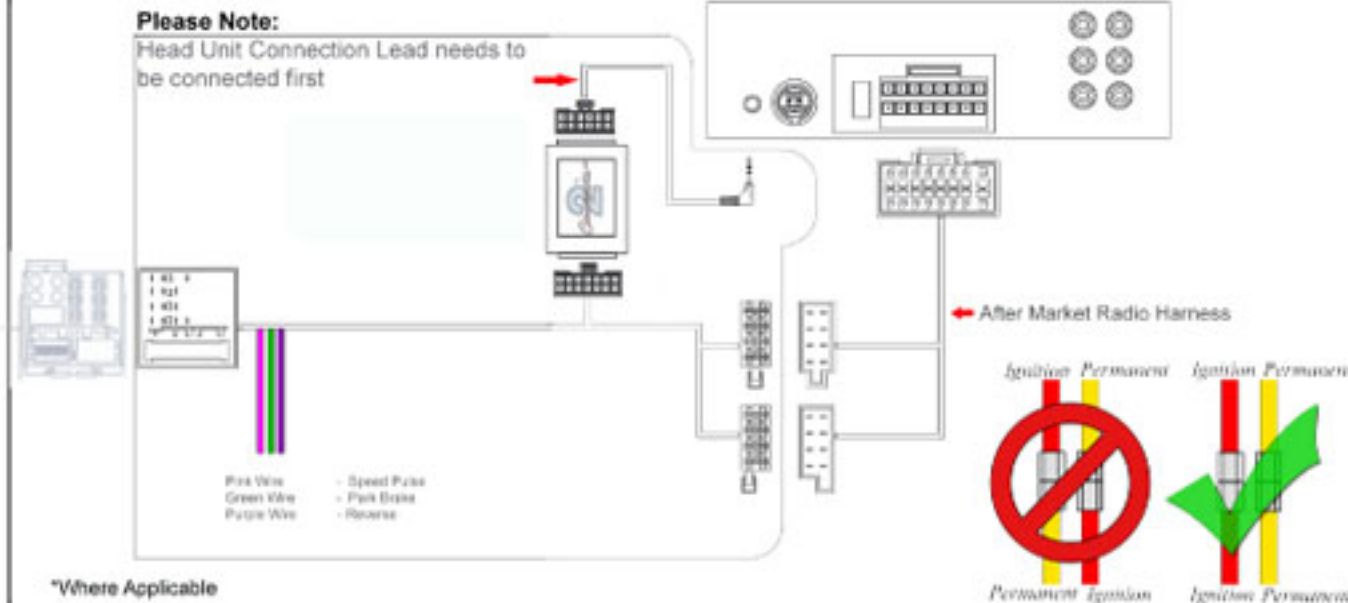 Please Note:
Head Unit Connection Lead needs to
be connected first
After Market Radio Harness
Ignition Permanent
Ignition Permanent
Pink Wire - Speed Pulse
Green Wire - Park Brake
Purple Wire - Reverse
Permanent Ignition
Ignition Permanent
*Where Applicable